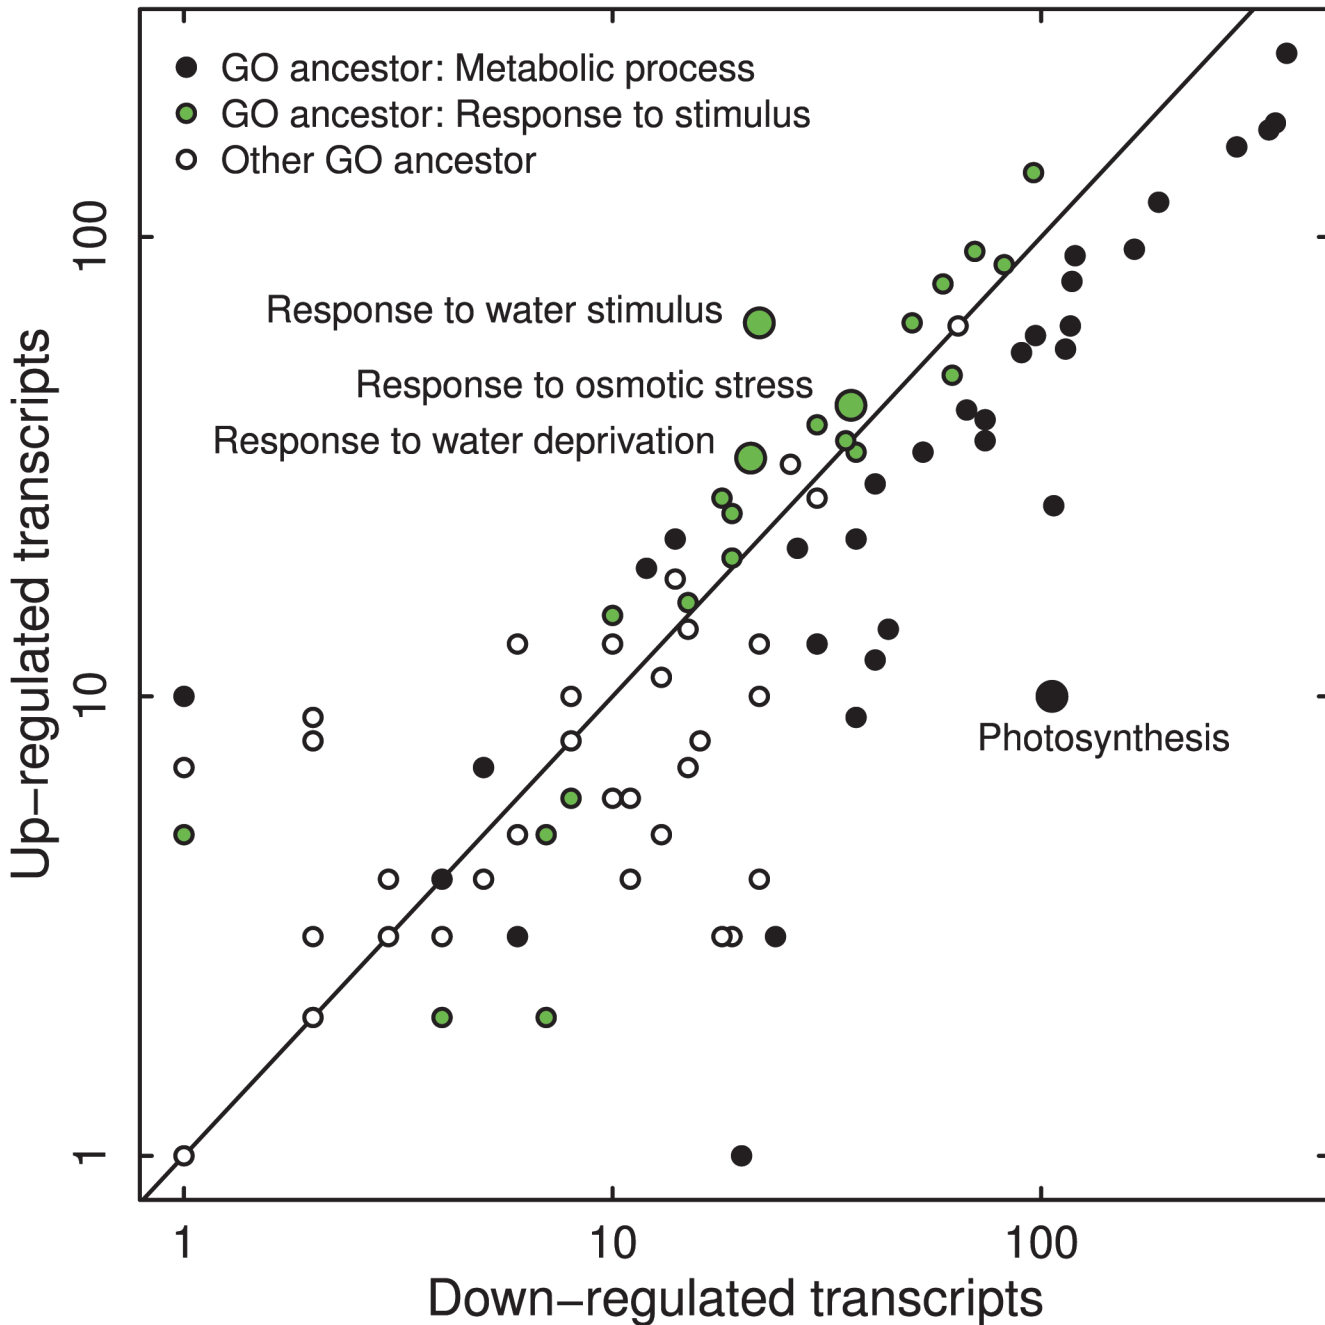 GO ancestor: Metabolic process
GO ancestor: Response to stimulus
Other GO ancestor
100
Response to water stimulus
Response to osmotic stress
Response to water deprivation
10
Photosynthesis
1
Up−regulated transcripts
1
10
100
Down−regulated transcripts